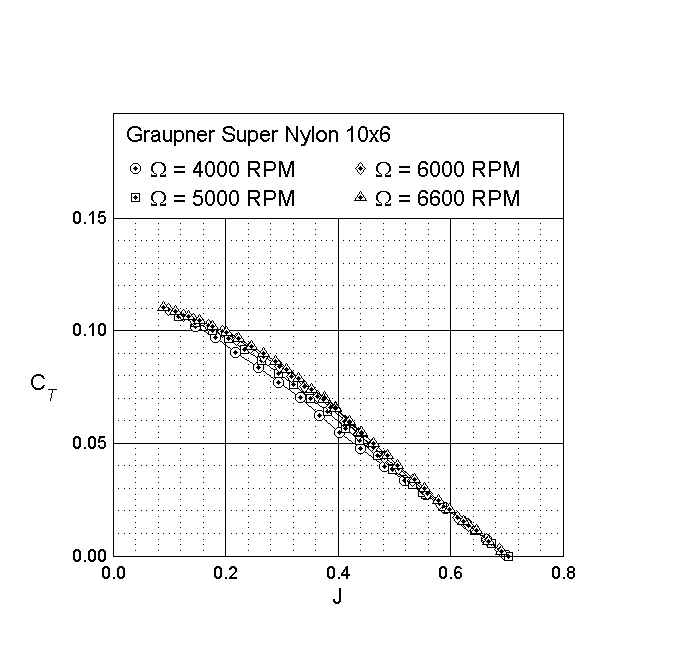 Graupner Super Nylon 10x6
Ω = 4000 RPM Ω = 6000 RPM
Ω = 5000 RPM Ω = 6600 RPM
0.15
0.10
C_T
0.05
0.00
0.0 0.2 0.4 0.6 0.8
J